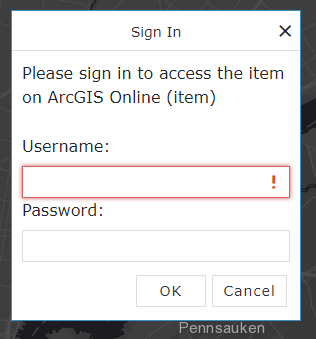 Sign In
Please sign in to access the item
on ArcGIS Online (item)
Username:
Password:
OK
Cancel
Pennsauken